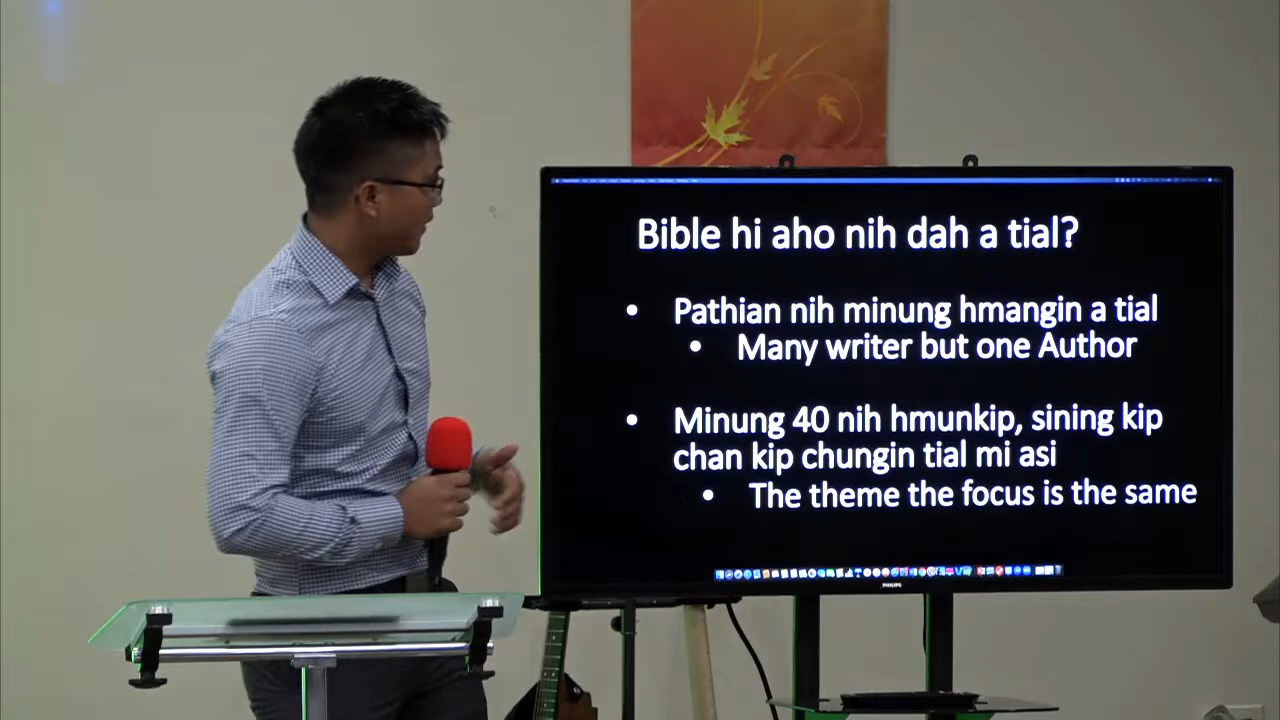 Bible hi aho nih dah a tial?
• Pathian nih minung hmangin a tial
• Many writer but one Author
• Minung 40 nih hmunkip, sining kip
chan kip chungin tial mi asi
• The theme the focus is the same
PHILIPS